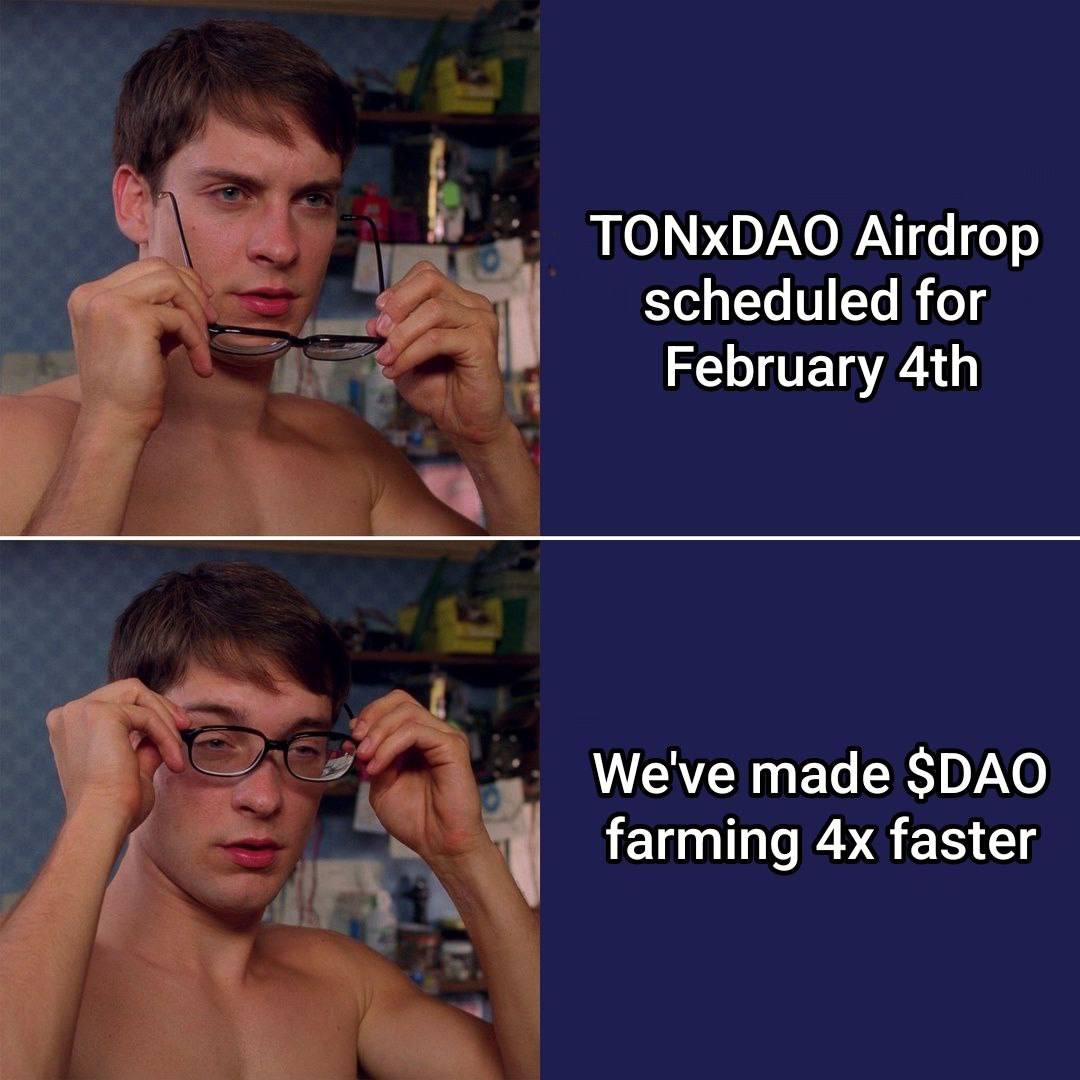 TONxDAO Airdrop
scheduled for
February 4th
We've made $DAO
farming 4x faster